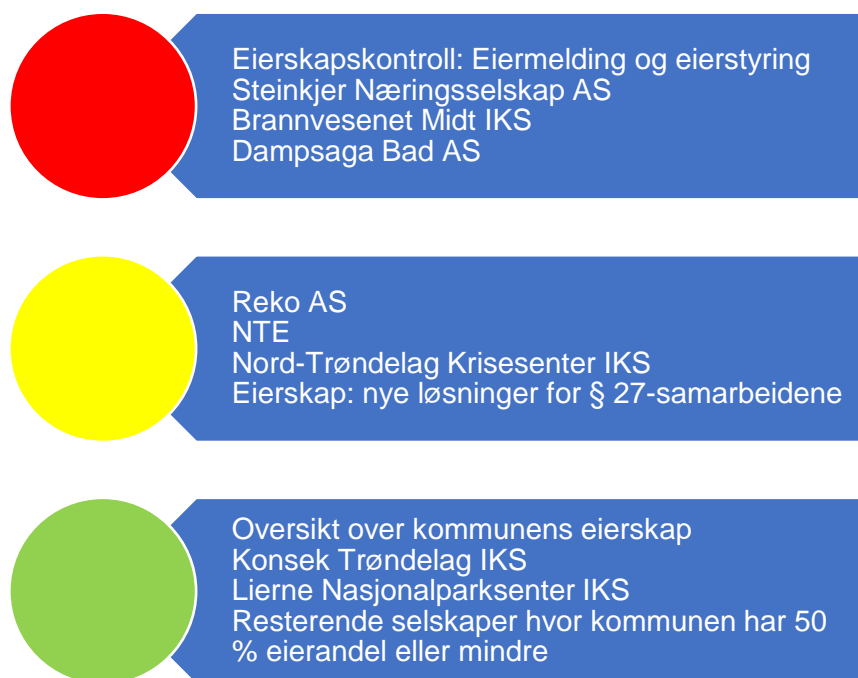 Eierskapskontroll: Eiermelding og eierstyring
Steinkjer Næringsselskap AS
Brannvesenet Midt IKS
Dampsaga Bad AS
Reko AS
NTE
Nord-Trøndelag Krisesenter IKS
Eierskap: nye løsninger for § 27-samarbeidene
Oversikt over kommunens eierskap
Konsek Trøndelag IKS
Lierne Nasjonalparksenter IKS
Resterende selskaper hvor kommunen har 50
% eierandel eller mindre